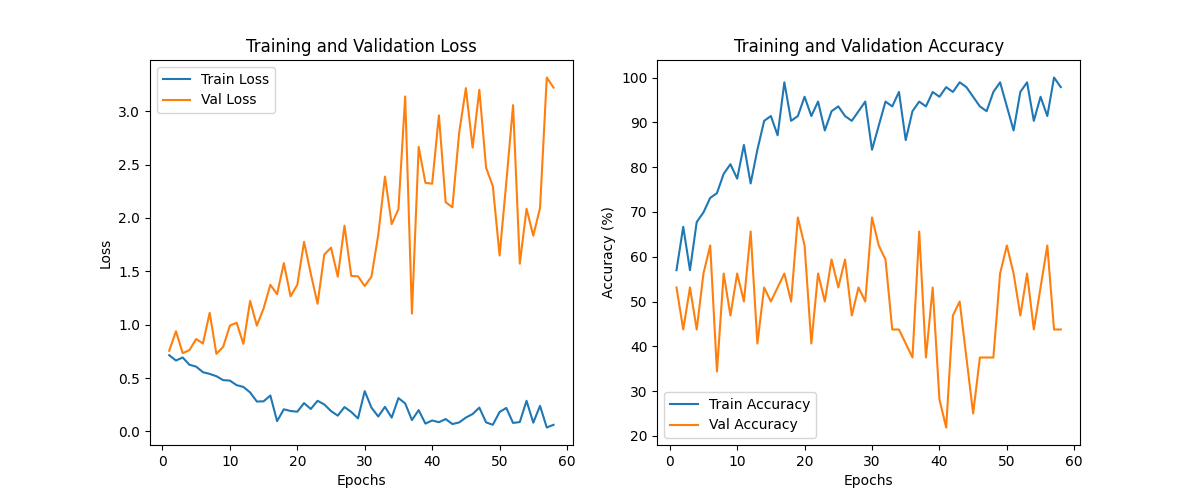 Training and Validation Loss
Train Loss
Val Loss
Loss
3.0
2.5
2.0
1.5
1.0
0.5
0.0
0 10 20 30 40 50 60
Epochs
Training and Validation Accuracy
Accuracy (%)
100
90
80
70
60
50
40
30
20
Train Accuracy
Val Accuracy
0 10 20 30 40 50 60
Epochs